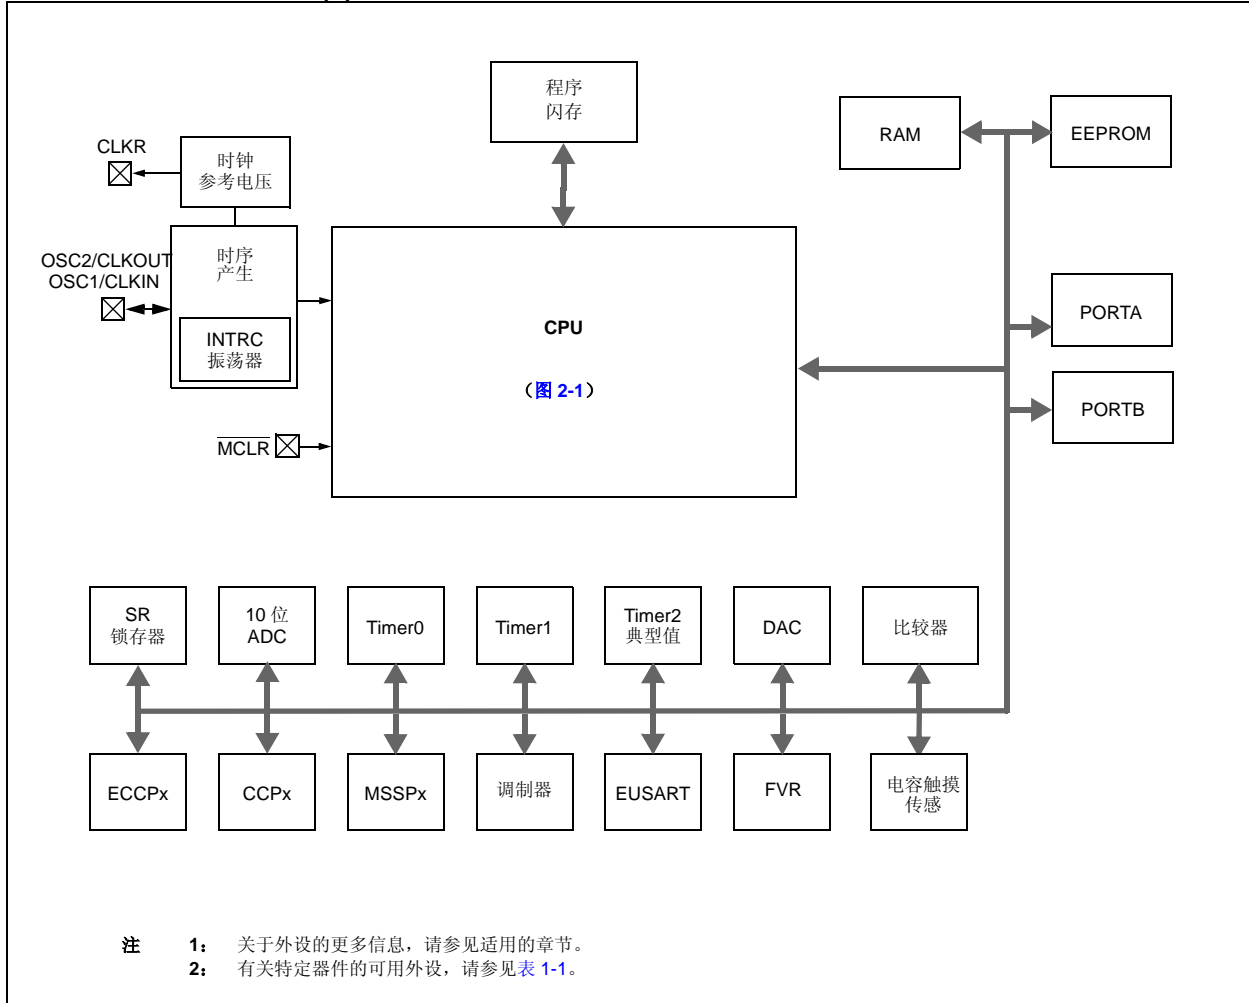 程序
闪存
RAM
EEPROM
CLKR
时钟
参考电压
OSC2/CLKOUT
OSC1/CLKIN
时序
产生
INTRC
振荡器
MCLR
CPU
（图 2-1）
PORTA
PORTB
SR
锁存器
10 位
ADC
Timer0
Timer1
Timer2
典型值
DAC
比较器
ECCPx
CCPx
MSSPx
调制器
EUSART
FVR
电容触摸
传感
注 1： 关于外设的更多信息，请参见适用的章节。
2： 有关特定器件的可用外设，请参见表 1-1。